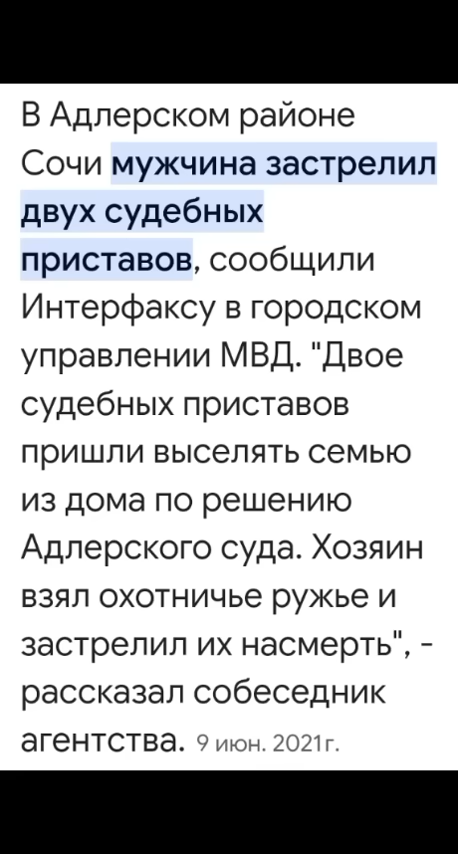 В Адлерском районе
Сочи мужчина застрелил
двух судебных
приставов, сообщили
Интерфаксу в городском
управлении МВД. "Двое
судебных приставов
пришли выселять семью
из дома по решению
Адлерского суда. Хозяин
взял охотничье ружье и
застрелил их насмерть", -
рассказал собеседник
агентства. 9 июн. 2021 г.